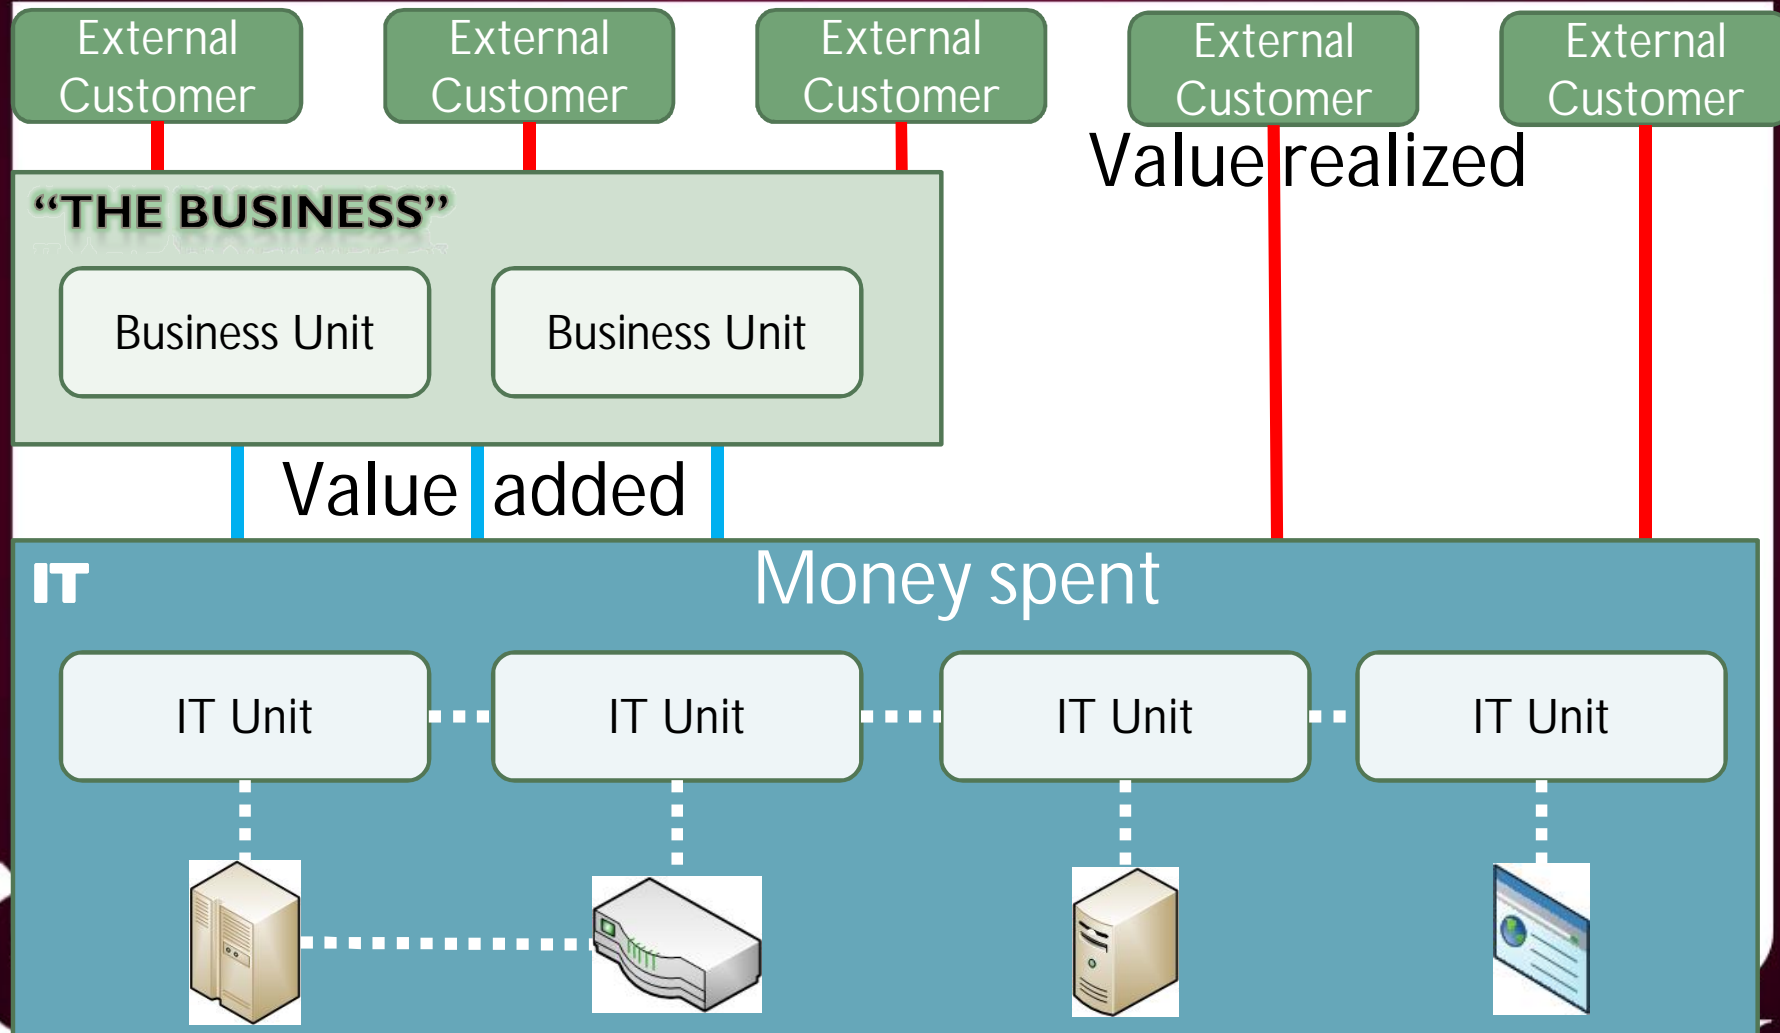 External
Customer
External
Customer
External
Customer
External
Customer
External
Customer
Value realized
“THE BUSINESS”
Business Unit
Business Unit
Value added
IT
Money spent
IT Unit
IT Unit
IT Unit
IT Unit